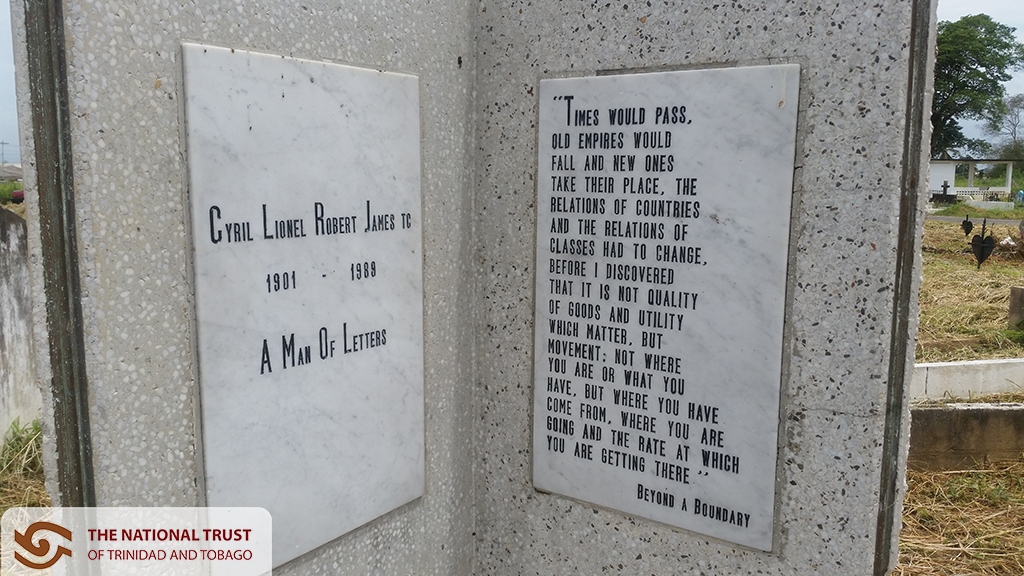 Cyril Lionel Robert James TC
1901 - 1989
A Man Of Letters
"Times would pass,
old empires would
fall and new ones
take their place, the
relations of countries
and the relations of
classes had to change,
before I discovered
that it is not quality
of goods and utility
which matter, but
movement; not where
you are or what you
have, but where you have
come from, where you are
going and the rate at which
you are getting there"
Beyond a Boundary
THE NATIONAL TRUST
OF TRINIDAD AND TOBAGO